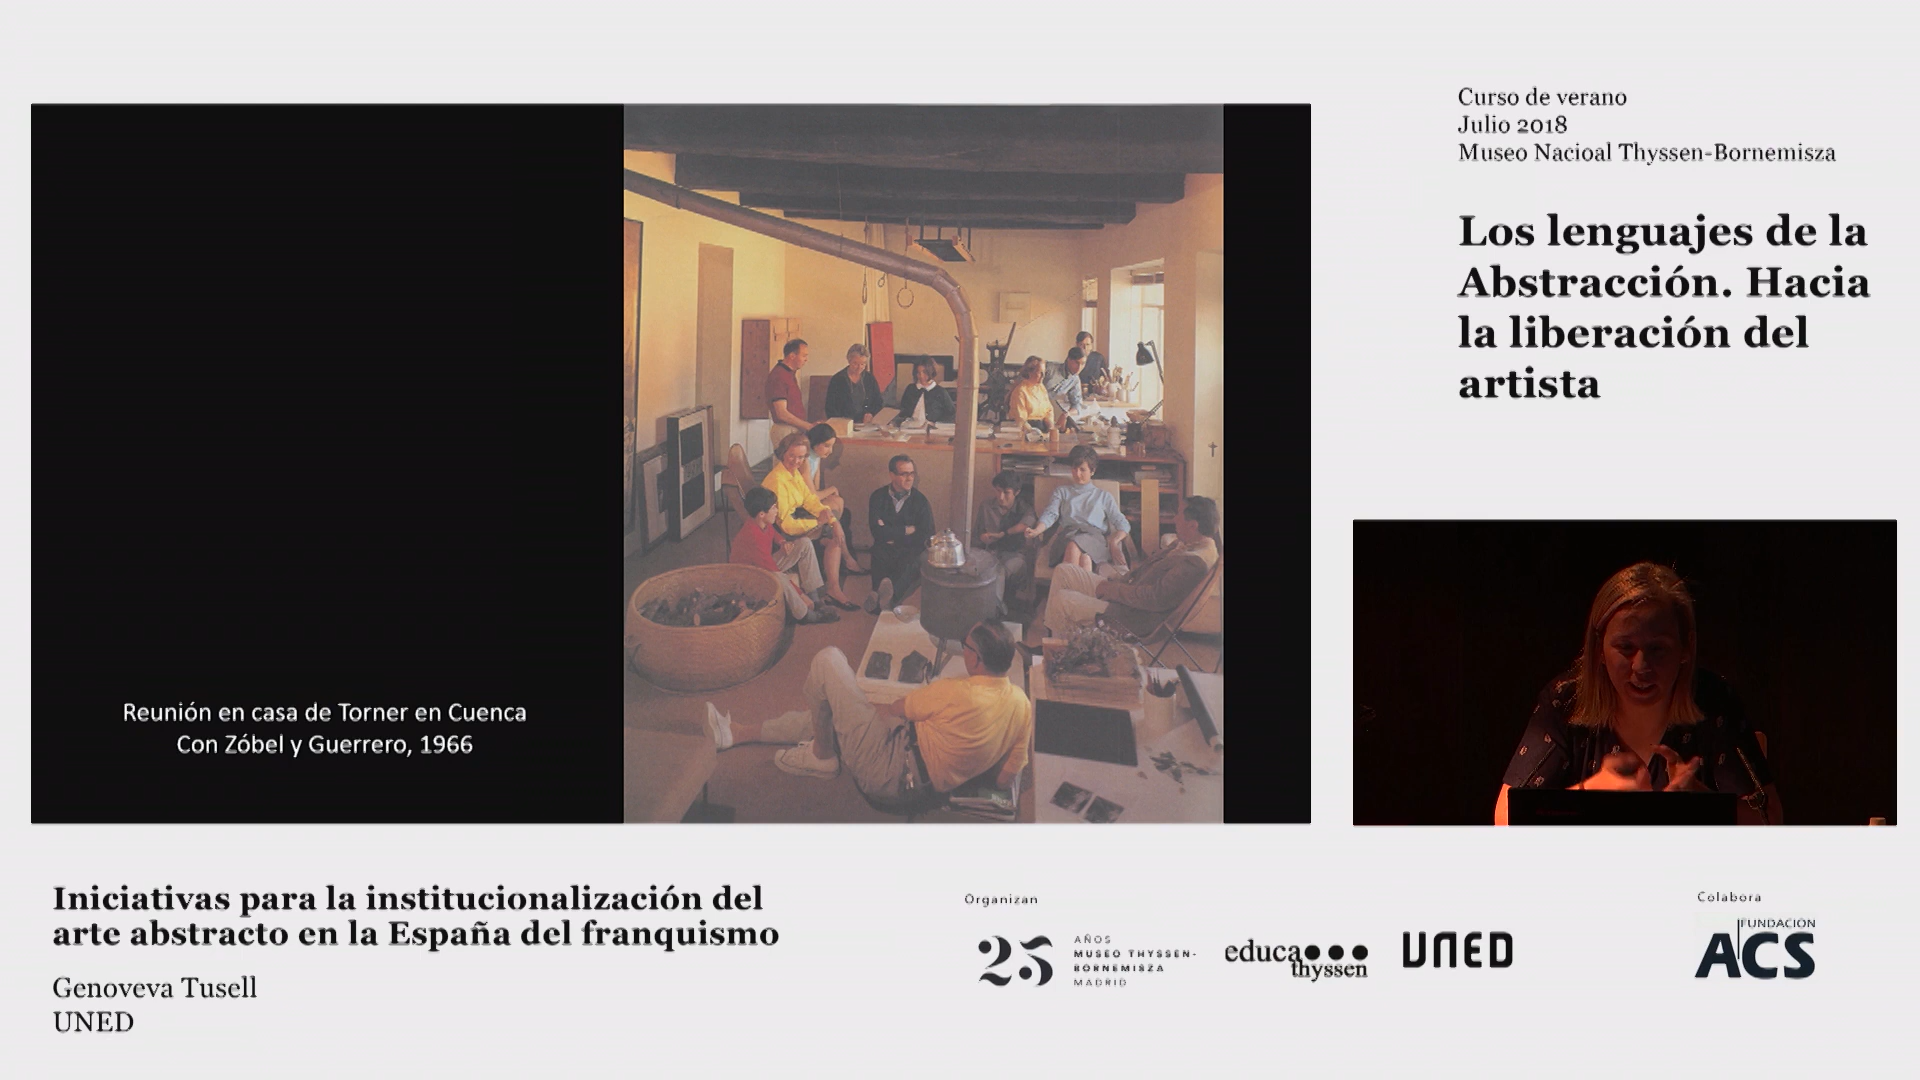 Curso de verano
Julio 2018
Museo Nacioal Thyssen-Bornemisza
Los lenguajes de la
Abstracción. Hacia
la liberación del
artista
Reunión en casa de Torner en Cuenca
Con Zóbel y Guerrero, 1966
Iniciativas para la institucionalización del
arte abstracto en la España del franquismo
Genoveva Tusell
UNED
Organizan
25
AÑOS
MUSEO THYSSEN-
BORNEMISZA
MADRID
educa
thyssen
UNED
Colabora
FUNDACIÓN
ACS